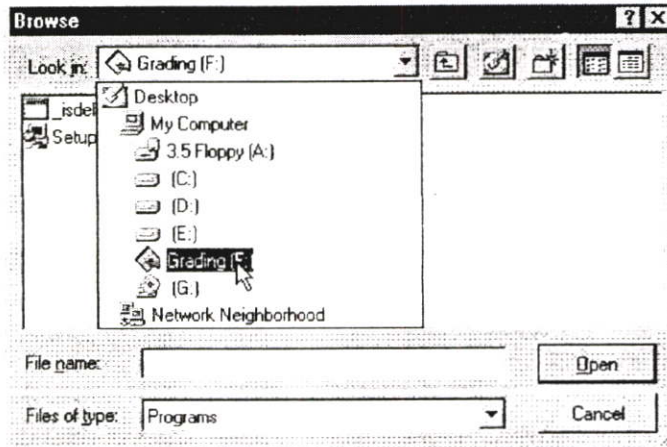 Browse
Look in: Grading (F:)
_isdel
Setup
Desktop
My Computer
3.5 Floppy (A:)
(C:)
(D:)
(E:)
Grading (F:
(G:)
Network Neighborhood
File name:
Open
Files of type: Programs
Cancel